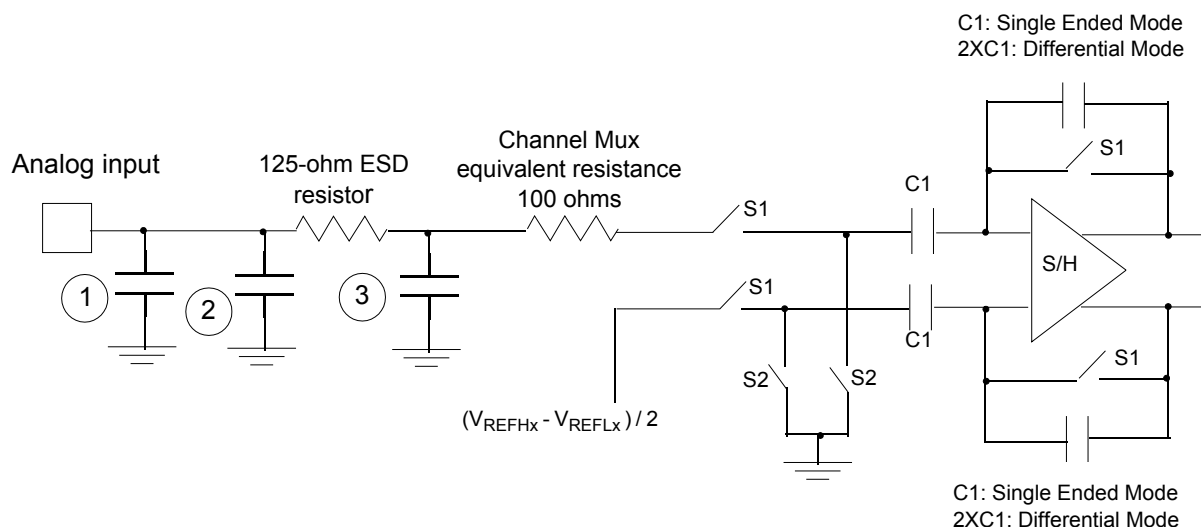 C1: Single Ended Mode
2XC1: Differential Mode
Analog input
125-ohm ESD
resistor
Channel Mux
equivalent resistance
100 ohms
S1
C1
S1
S/H
1
2
3
S1
C1
S2
S2
S1
(VREFHx - VREFLx) / 2
C1: Single Ended Mode
2XC1: Differential Mode